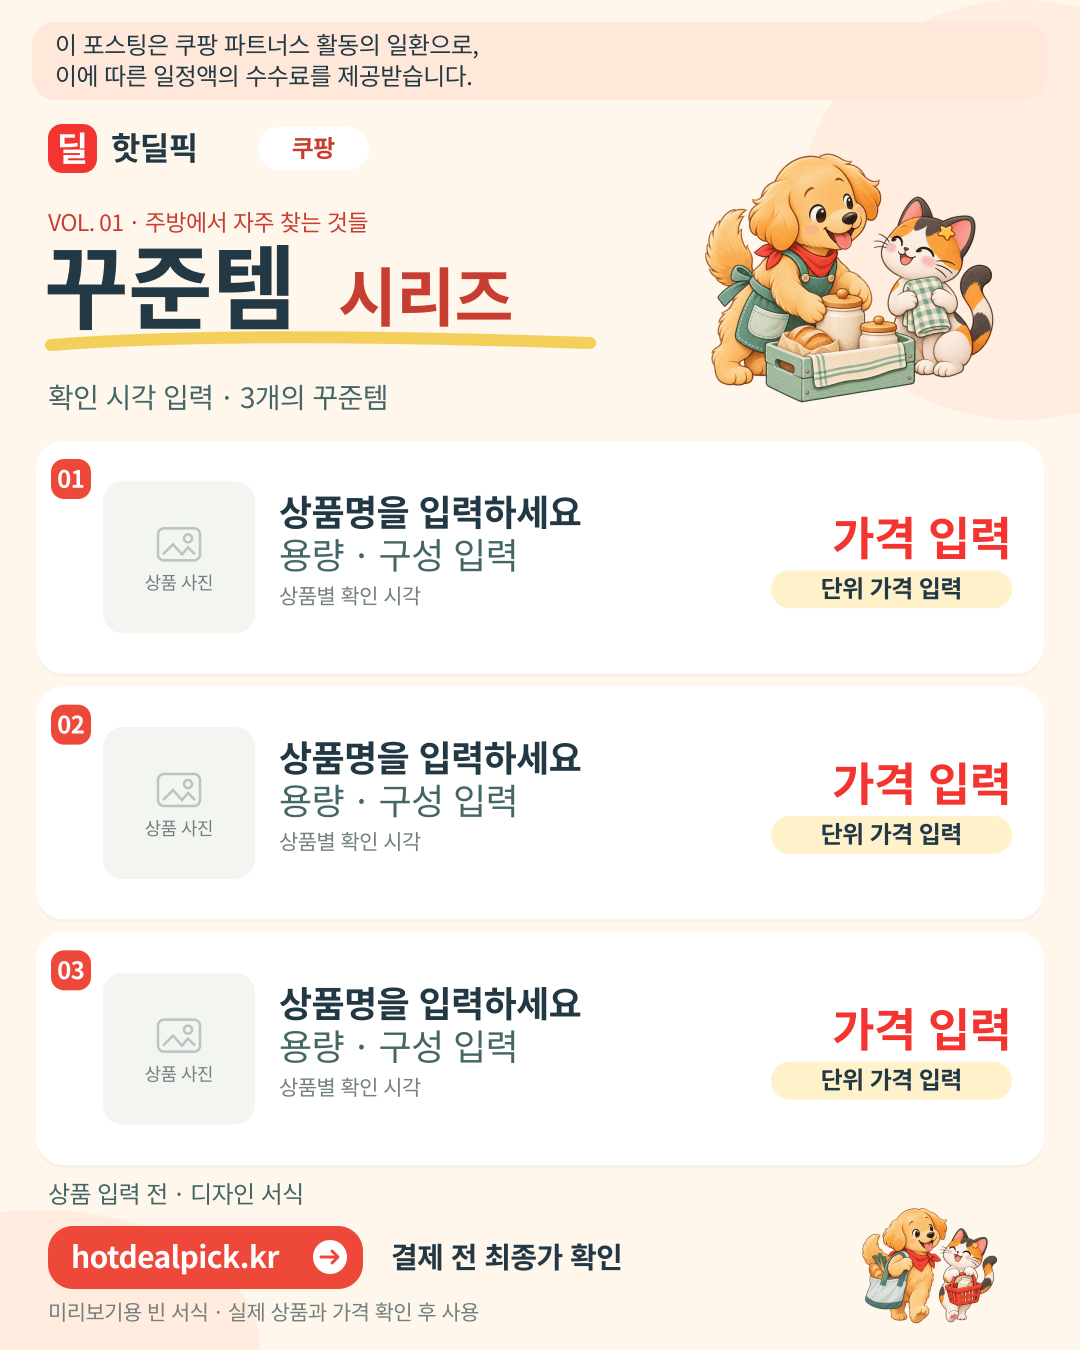 이 포스팅은 쿠팡 파트너스 활동의 일환으로,
이에 따른 일정액의 수수료를 제공받습니다.
딜 핫딜픽 쿠팡
VOL. 01 · 주방에서 자주 찾는 것들
꾸준템 시리즈
확인 시각 입력 · 3개의 꾸준템
01
상품 사진
상품명을 입력하세요
용량 · 구성 입력
상품별 확인 시각
가격 입력
단위 가격 입력
02
상품 사진
상품명을 입력하세요
용량 · 구성 입력
상품별 확인 시각
가격 입력
단위 가격 입력
03
상품 사진
상품명을 입력하세요
용량 · 구성 입력
상품별 확인 시각
가격 입력
단위 가격 입력
상품 입력 전 · 디자인 서식
hotdealpick.kr 결제 전 최종가 확인
미리보기용 빈 서식 · 실제 상품과 가격 확인 후 사용